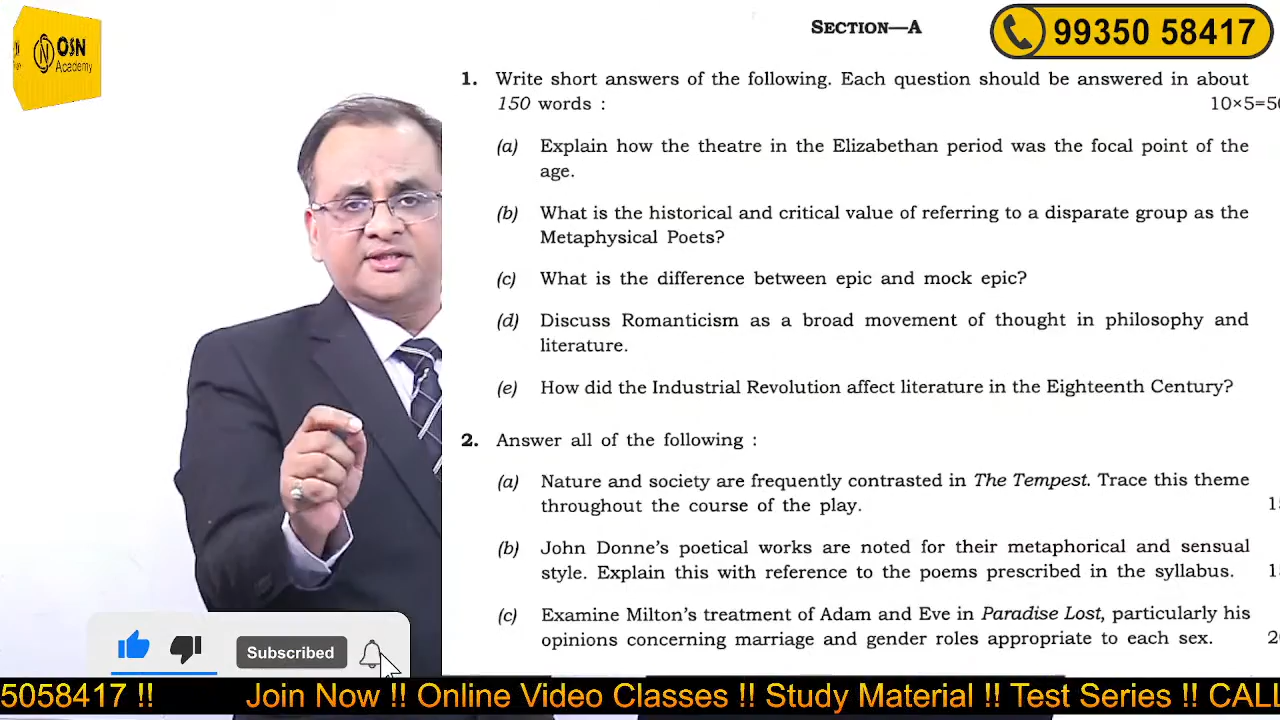 OSN
Academy
99350 58417
SECTION—A
1. Write short answers of the following. Each question should be answered in about
150 words : 10×5=50
(a) Explain how the theatre in the Elizabethan period was the focal point of the
age.
(b) What is the historical and critical value of referring to a disparate group as the
Metaphysical Poets?
(c) What is the difference between epic and mock epic?
(d) Discuss Romanticism as a broad movement of thought in philosophy and
literature.
(e) How did the Industrial Revolution affect literature in the Eighteenth Century?
2. Answer all of the following :
(a) Nature and society are frequently contrasted in The Tempest. Trace this theme
throughout the course of the play.
(b) John Donne's poetical works are noted for their metaphorical and sensual
style. Explain this with reference to the poems prescribed in the syllabus.
(c) Examine Milton's treatment of Adam and Eve in Paradise Lost, particularly his
opinions concerning marriage and gender roles appropriate to each sex.
Subscribed
5058417 !! Join Now !! Online Video Classes !! Study Material !! Test Series !! CALL